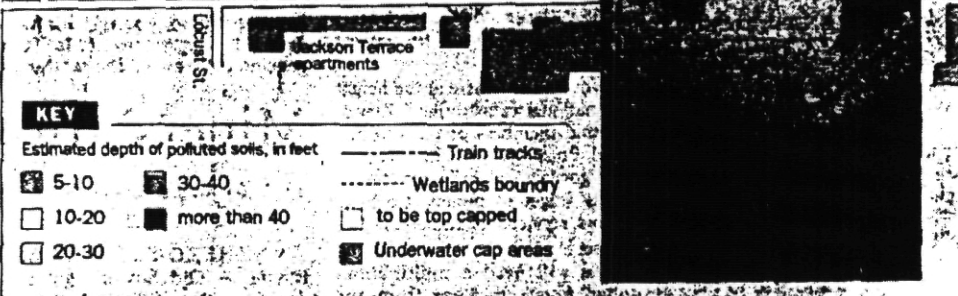 Locust St.
Jackson Terrace
apartments
KEY
Estimated depth of polluted soils, in feet
5-10
10-20
20-30
30-40
more than 40
Train tracks
Wetlands boundry
to be top capped
Underwater cap areas